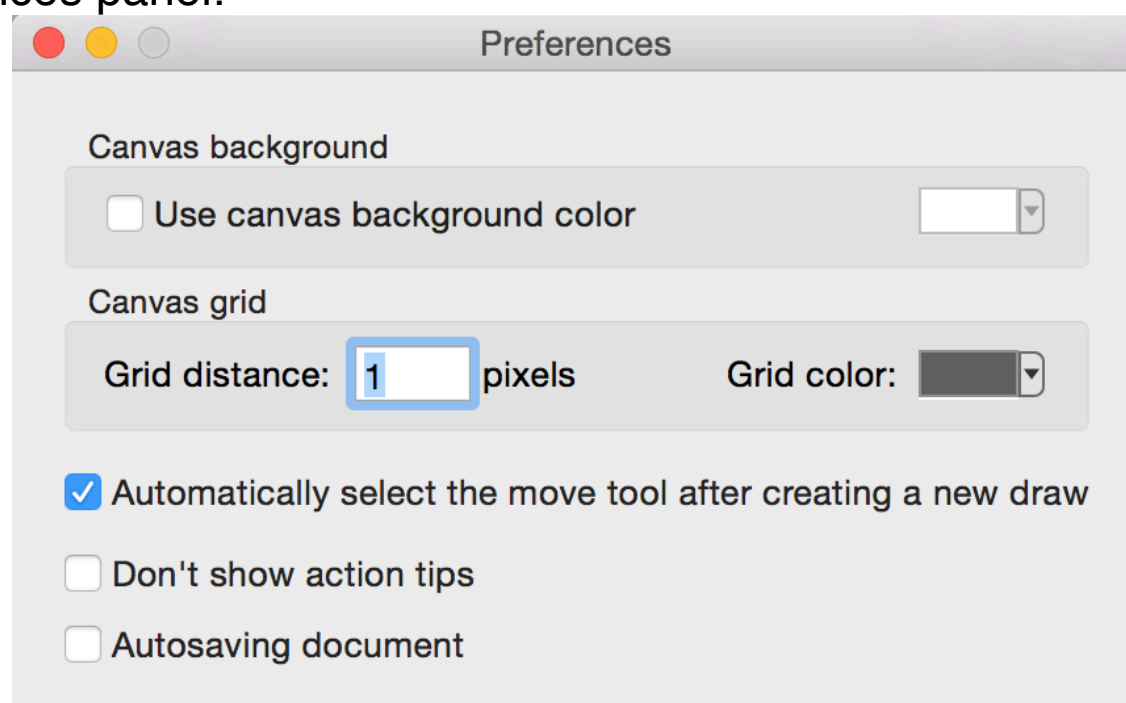 panel.
Preferences
Canvas background
Use canvas background color
Canvas grid
Grid distance: 1 pixels Grid color:
Automatically select the move tool after creating a new draw
Don't show action tips
Autosaving document